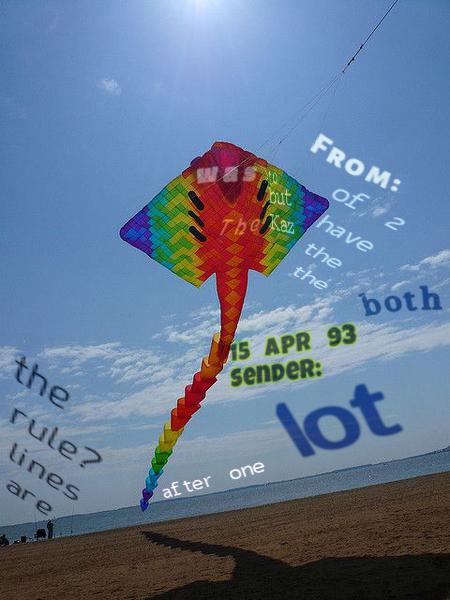 was
to
but
The Kaz
FROM:
of 2
have
the
the
both
15 APR 93
SENDER:
lot
the
rule?
lines
are
after one